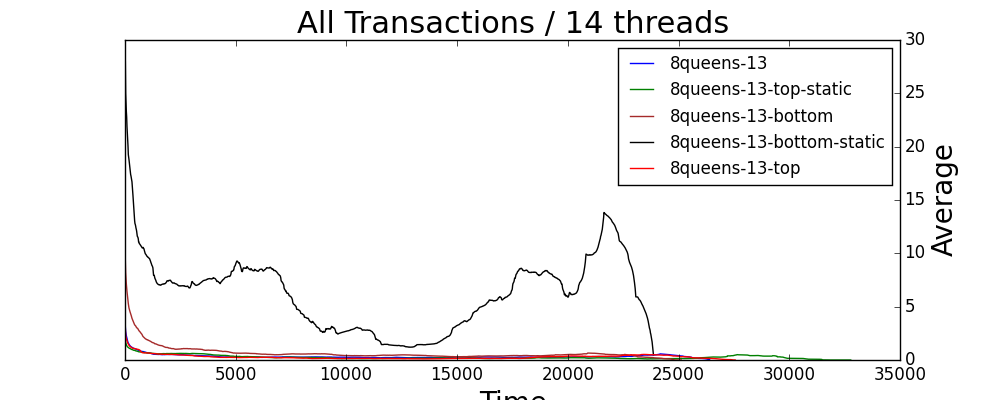 All Transactions / 14 threads
8queens-13
8queens-13-top-static
8queens-13-bottom
8queens-13-bottom-static
8queens-13-top
30
25
20
15
10
5
0
Average
0 5000 10000 15000 20000 25000 30000 35000
Time